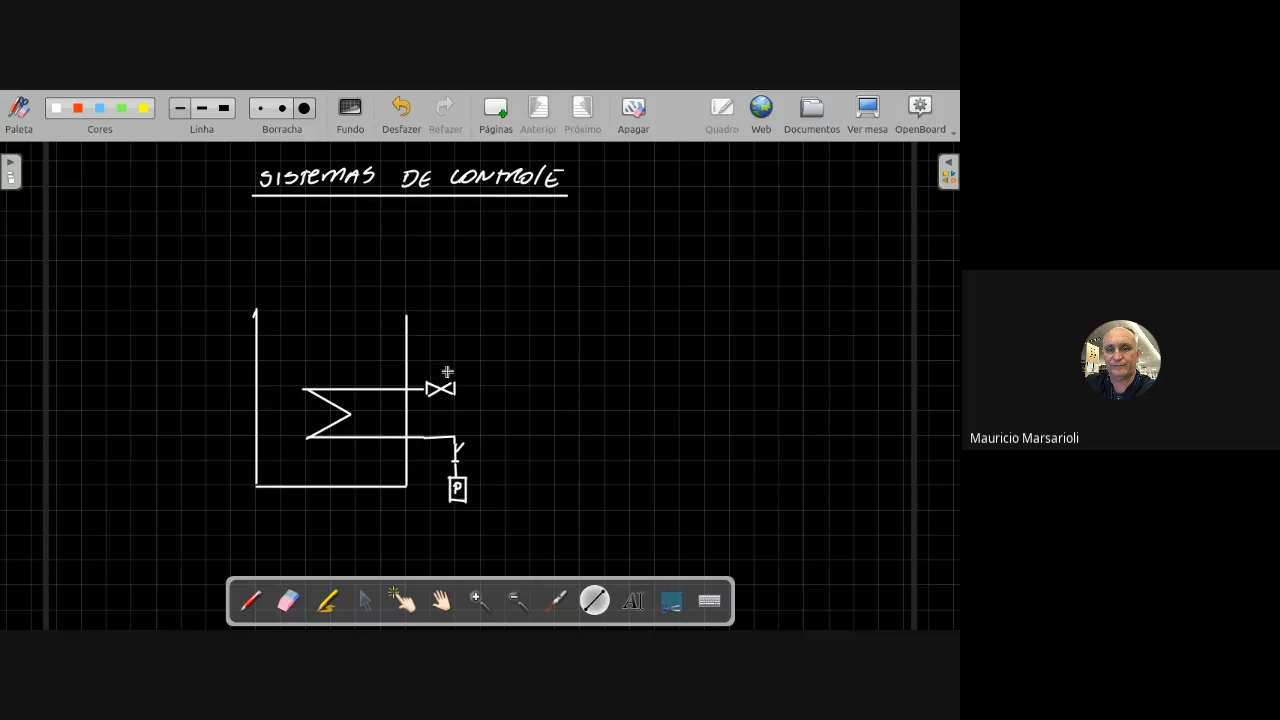 Paleta Cores Linha Borracha Fundo Desfazer Refazer Páginas Anterior Próximo Apagar Quadro Web Documentos Ver mesa OpenBoard
SISTEMAS DE CONTROLE
P
AI
Mauricio Marsarioli